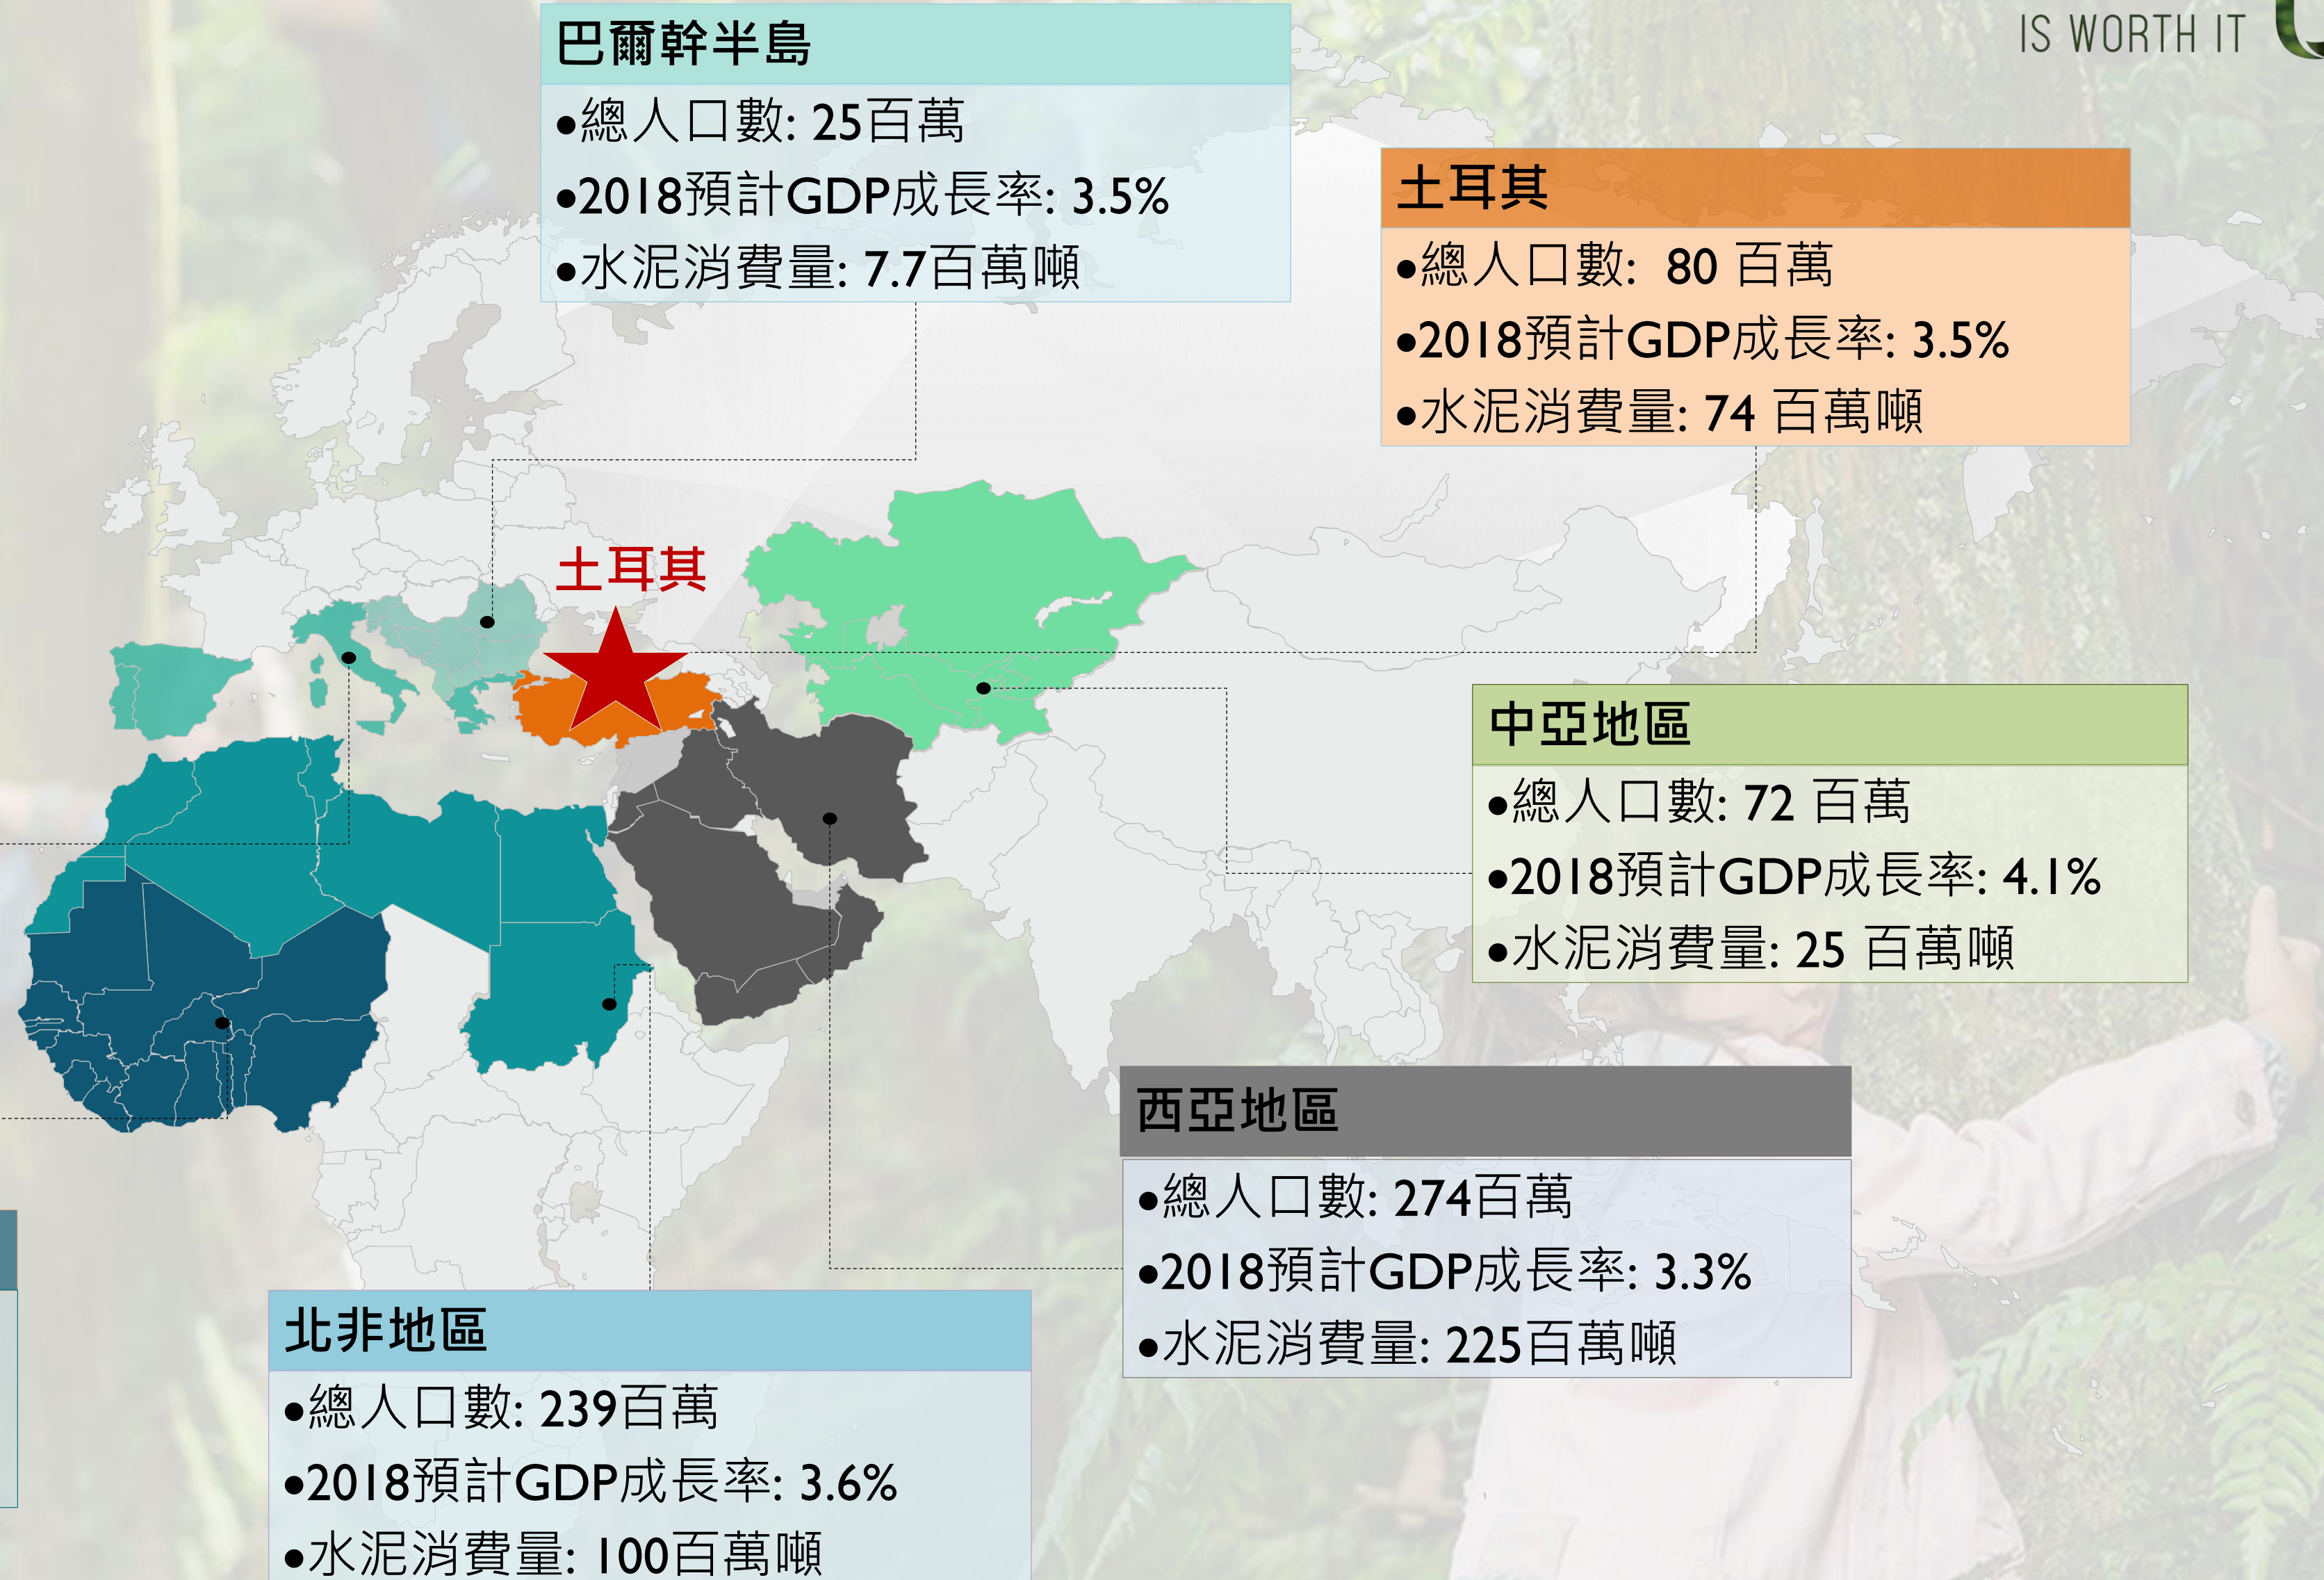 IS WORTH IT
巴爾幹半島
•總人口數: 25百萬
•2018預計GDP成長率: 3.5%
•水泥消費量: 7.7百萬噸
土耳其
•總人口數: 80 百萬
•2018預計GDP成長率: 3.5%
•水泥消費量: 74 百萬噸
土耳其
中亞地區
•總人口數: 72 百萬
•2018預計GDP成長率: 4.1%
•水泥消費量: 25 百萬噸
西亞地區
•總人口數: 274百萬
•2018預計GDP成長率: 3.3%
•水泥消費量: 225百萬噸
北非地區
•總人口數: 239百萬
•2018預計GDP成長率: 3.6%
•水泥消費量: 100百萬噸